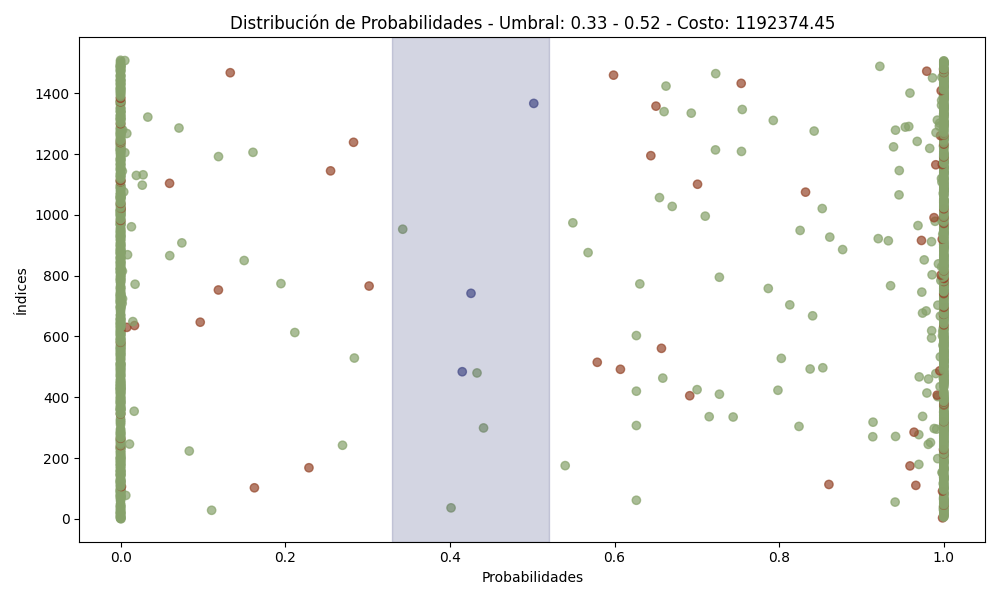 Distribución de Probabilidades - Umbral: 0.33 - 0.52 - Costo: 1192374.45
1400
1200
1000
800
600
400
200
0
Índices
0.0 0.2 0.4 0.6 0.8 1.0
Probabilidades